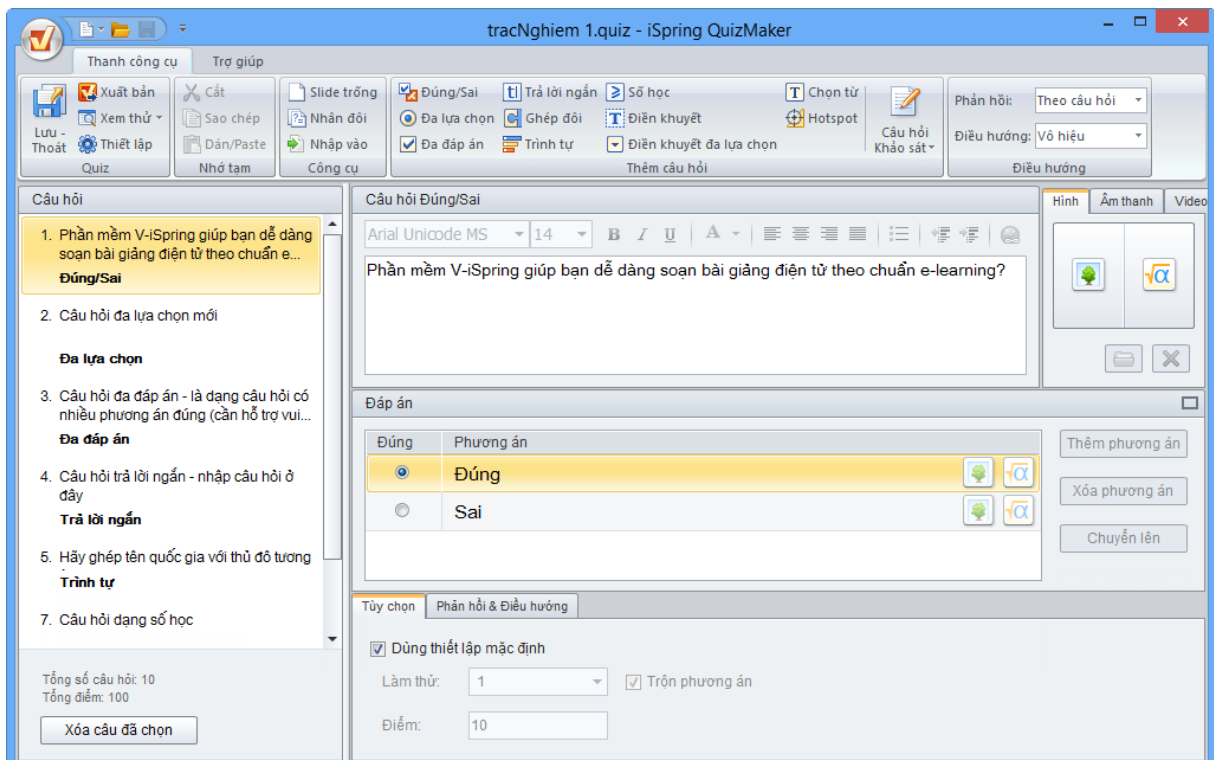 tracNghiem 1.quiz - iSpring QuizMaker
Thanh công cụ Trợ giúp
Lưu - Thoát
Xuất bản
Xem thử
Thiết lập
Quiz
Cắt
Sao chép
Dán/Paste
Nhớ tạm
Slide trống
Nhân đôi
Nhập vào
Công cụ
Đúng/Sai
Đa lựa chọn
Đa đáp án
Trả lời ngắn
Ghép đôi
Trình tự
Số học
Điền khuyết
Điền khuyết đa lựa chọn
Chọn từ
Hotspot
Câu hỏi
Khảo sát
Thêm câu hỏi
Phản hồi: Theo câu hỏi
Điều hướng: Vô hiệu
Điều hướng
Câu hỏi
1. Phần mềm V-iSpring giúp bạn dễ dàng
soạn bài giảng điện tử theo chuẩn e...
Đúng/Sai
2. Câu hỏi đa lựa chọn mới
Đa lựa chọn
3. Câu hỏi đa đáp án - là dạng câu hỏi có
nhiều phương án đúng (cần hỗ trợ vui...
Đa đáp án
4. Câu hỏi trả lời ngắn - nhập câu hỏi ở
đây
Trả lời ngắn
5. Hãy ghép tên quốc gia với thủ đô tương
Trình tự
7. Câu hỏi dạng số học
Tổng số câu hỏi: 10
Tổng điểm: 100
Xóa câu đã chọn
Câu hỏi Đúng/Sai
Arial Unicode MS 14 B I U A
Phần mềm V-iSpring giúp bạn dễ dàng soạn bài giảng điện tử theo chuẩn e-learning?
Hình Âm thanh Video
√α
Đáp án
Đúng Phương án
Đúng √α
Sai √α
Thêm phương án
Xóa phương án
Chuyển lên
Tùy chọn Phản hồi & Điều hướng
Dùng thiết lập mặc định
Làm thử: 1 Trộn phương án
Điểm: 10